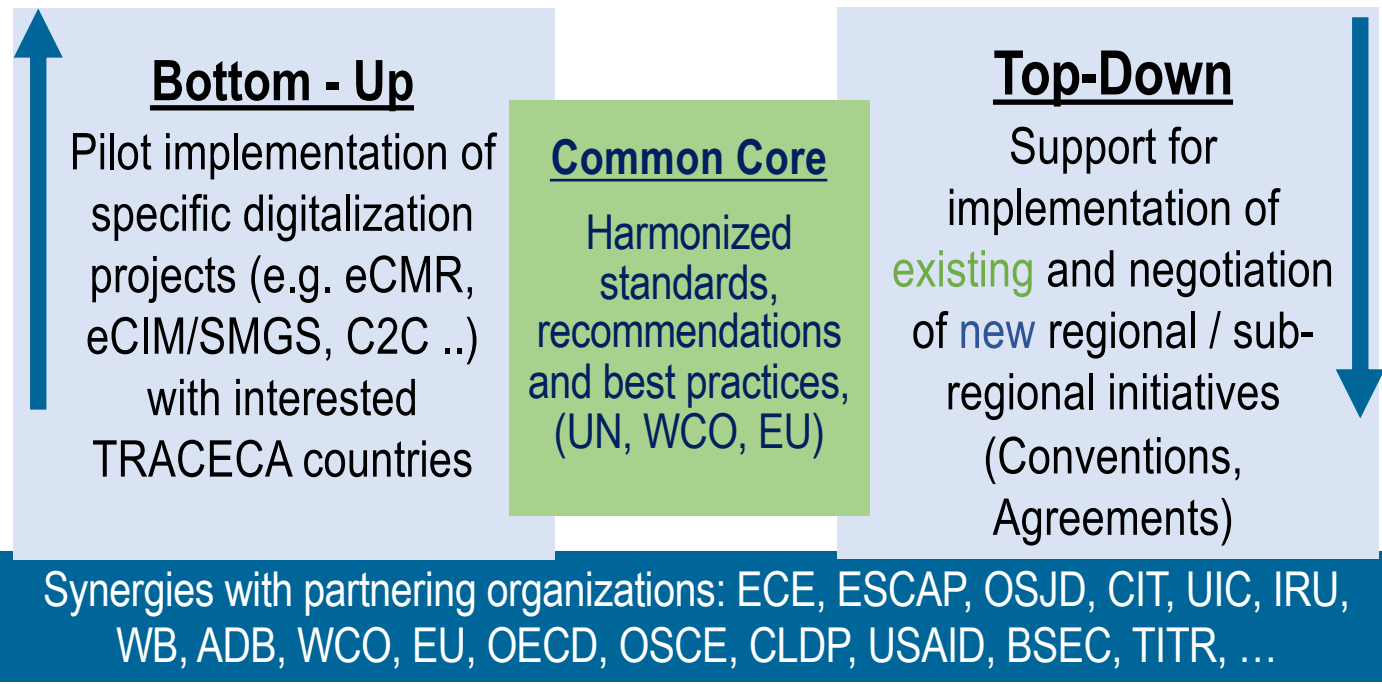 Bottom - Up
Pilot implementation of
specific digitalization
projects (e.g. eCMR,
eCIM/SMGS, C2C ..)
with interested
TRACECA countries
Common Core
Harmonized
standards,
recommendations
and best practices,
(UN, WCO, EU)
Top-Down
Support for
implementation of
existing and negotiation
of new regional / sub-
regional initiatives
(Conventions,
Agreements)
Synergies with partnering organizations: ECE, ESCAP, OSJD, CIT, UIC, IRU,
WB, ADB, WCO, EU, OECD, OSCE, CLDP, USAID, BSEC, TITR, …